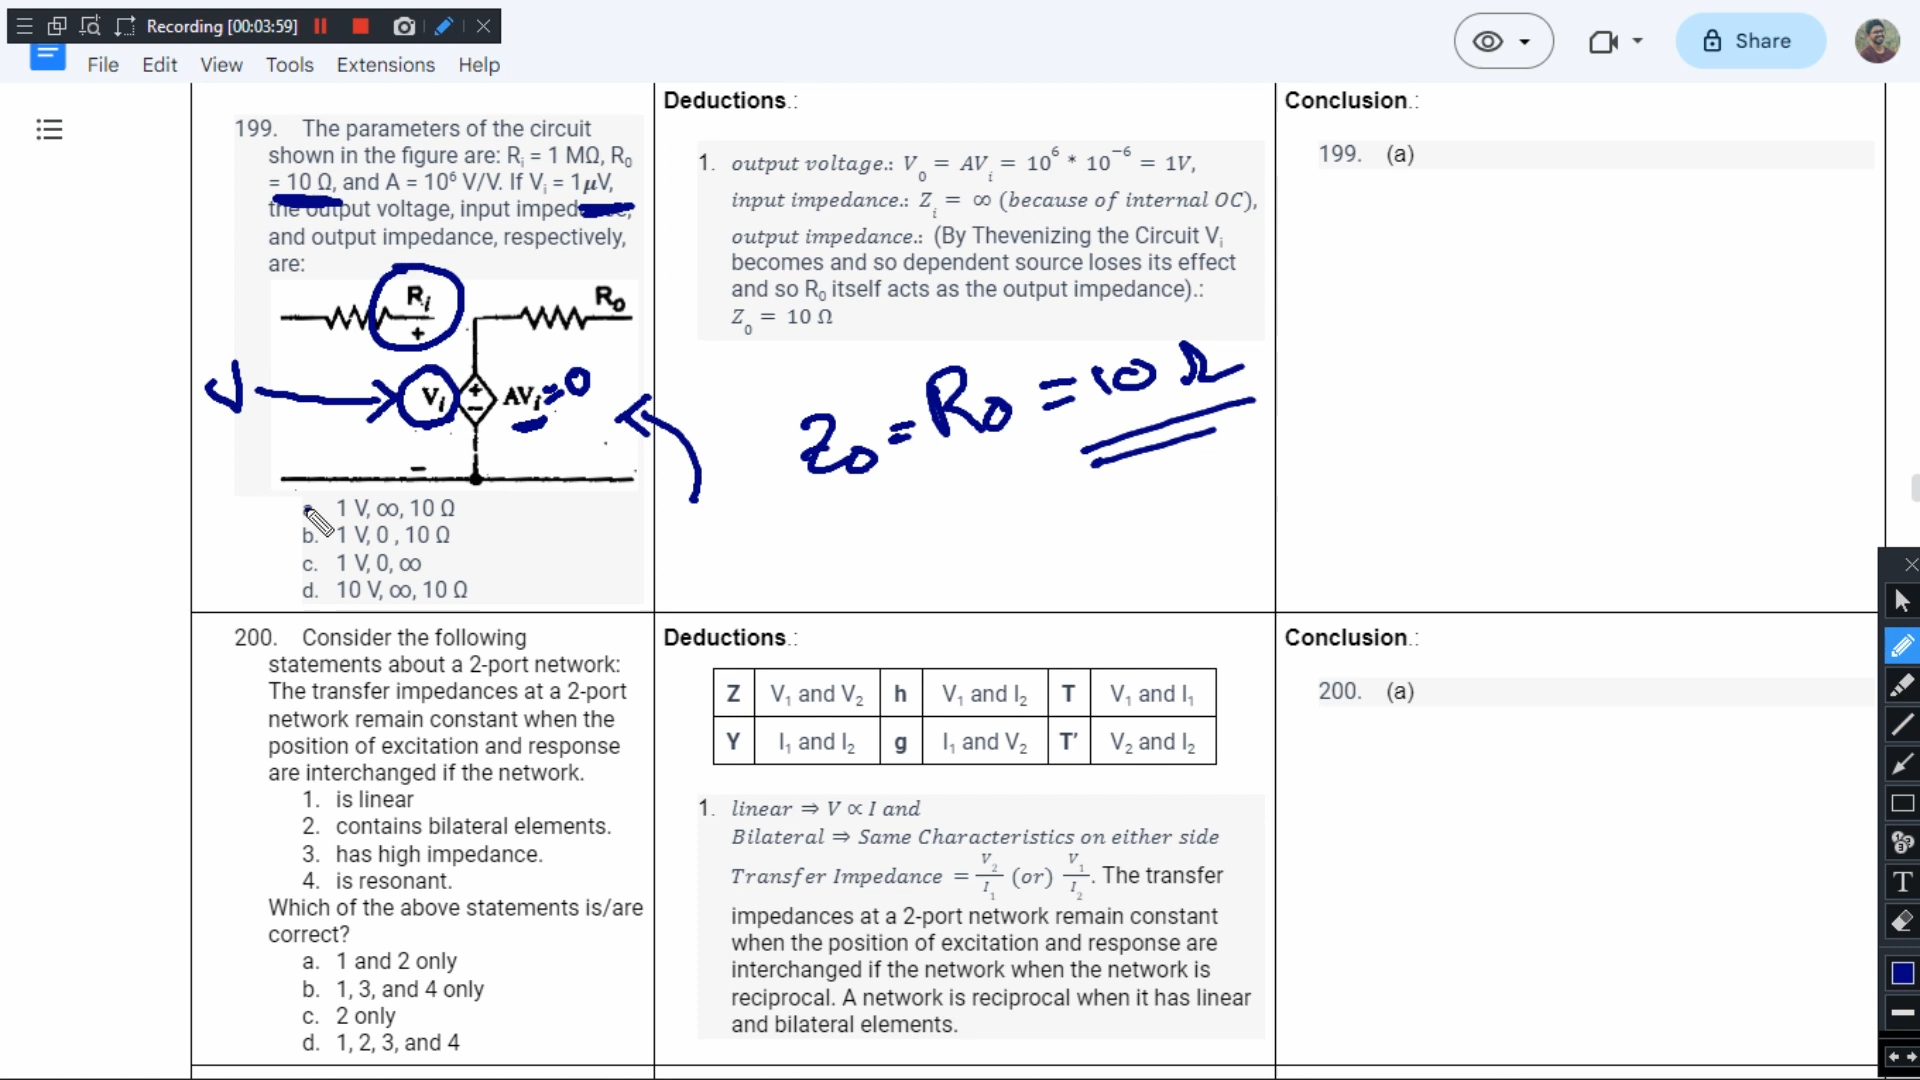 Recording [00:03:59]
File Edit View Tools Extensions Help
Share
199. The parameters of the circuit
shown in the figure are: Rᵢ = 1 MΩ, R₀
= 10 Ω, and A = 10⁶ V/V. If Vᵢ = 1μV,
the output voltage, input
and output impedance, respectively,
are:
Rᵢ
Rₒ
+
Vᵢ
+
−
AVᵢ = 0
−
V
a. 1 V, ∞, 10 Ω
b. 1 V, 0 , 10 Ω
c. 1 V, 0, ∞
d. 10 V, ∞, 10 Ω
Deductions.:
1. output voltage.: V₀ = AVᵢ = 10⁶ * 10⁻⁶ = 1V,
input impedance.: Zᵢ = ∞ (because of internal OC),
output impedance.: (By Thevenizing the Circuit Vᵢ
becomes and so dependent source loses its effect
and so R₀ itself acts as the output impedance).:
Z₀ = 10 Ω
Z₀ = R₀ = 10 Ω
Conclusion.:
199. (a)
200. Consider the following
statements about a 2-port network:
The transfer impedances at a 2-port
network remain constant when the
position of excitation and response
are interchanged if the network.
1. is linear
2. contains bilateral elements.
3. has high impedance.
4. is resonant.
Which of the above statements is/are
correct?
a. 1 and 2 only
b. 1, 3, and 4 only
c. 2 only
d. 1, 2, 3, and 4
Deductions.:
Z V₁ and V₂ h V₁ and I₂ T V₁ and I₁
Y I₁ and I₂ g I₁ and V₂ T' V₂ and I₂
1. linear ⇒ V ∝ I and
Bilateral ⇒ Same Characteristics on either side
Transfer Impedance = V₂/I₁ (or) V₁/I₂. The transfer
impedances at a 2-port network remain constant
when the position of excitation and response are
interchanged if the network when the network is
reciprocal. A network is reciprocal when it has linear
and bilateral elements.
Conclusion.:
200. (a)
T